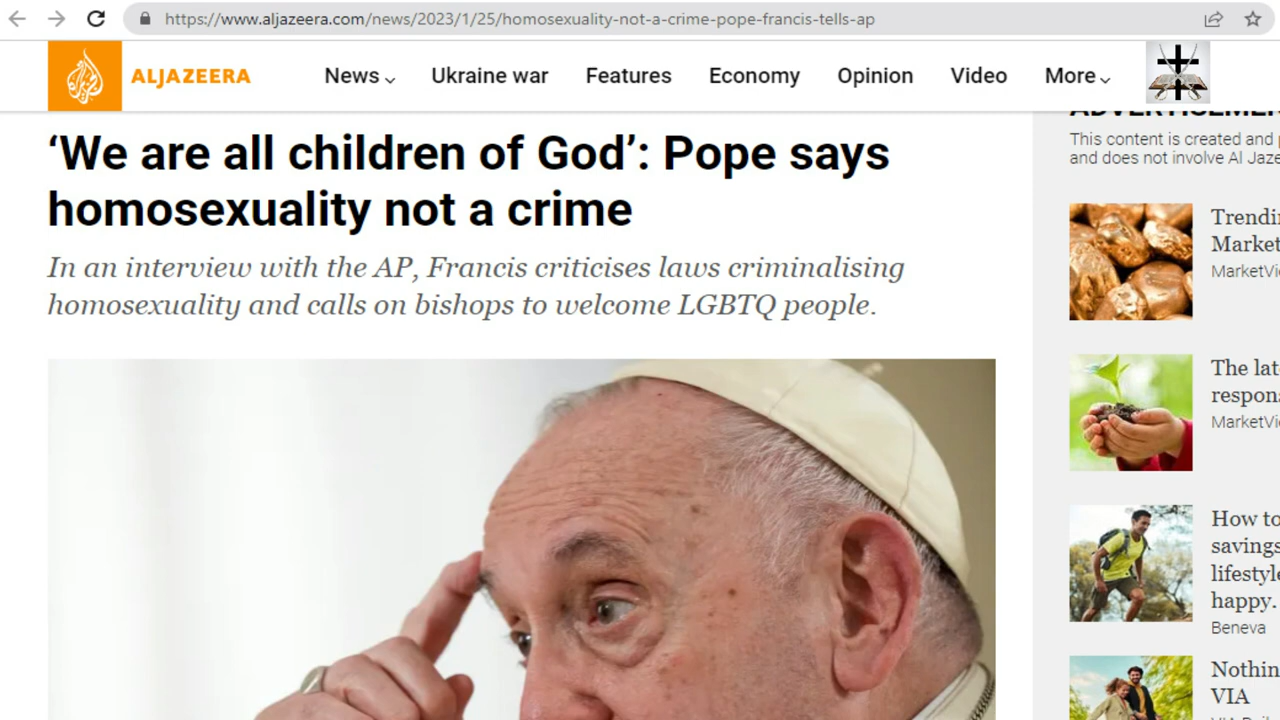 https://www.aljazeera.com/news/2023/1/25/homosexuality-not-a-crime-pope-francis-tells-ap
ALJAZEERA
News Ukraine war Features Economy Opinion Video More
‘We are all children of God’: Pope says
homosexuality not a crime
In an interview with the AP, Francis criticises laws criminalising
homosexuality and calls on bishops to welcome LGBTQ people.
This content is created and
and does not involve Al Jaze
Trendi
Market
MarketVi
The lat
respon
MarketVi
How to
savings
lifestyle
happy.
Beneva
Nothin
VIA